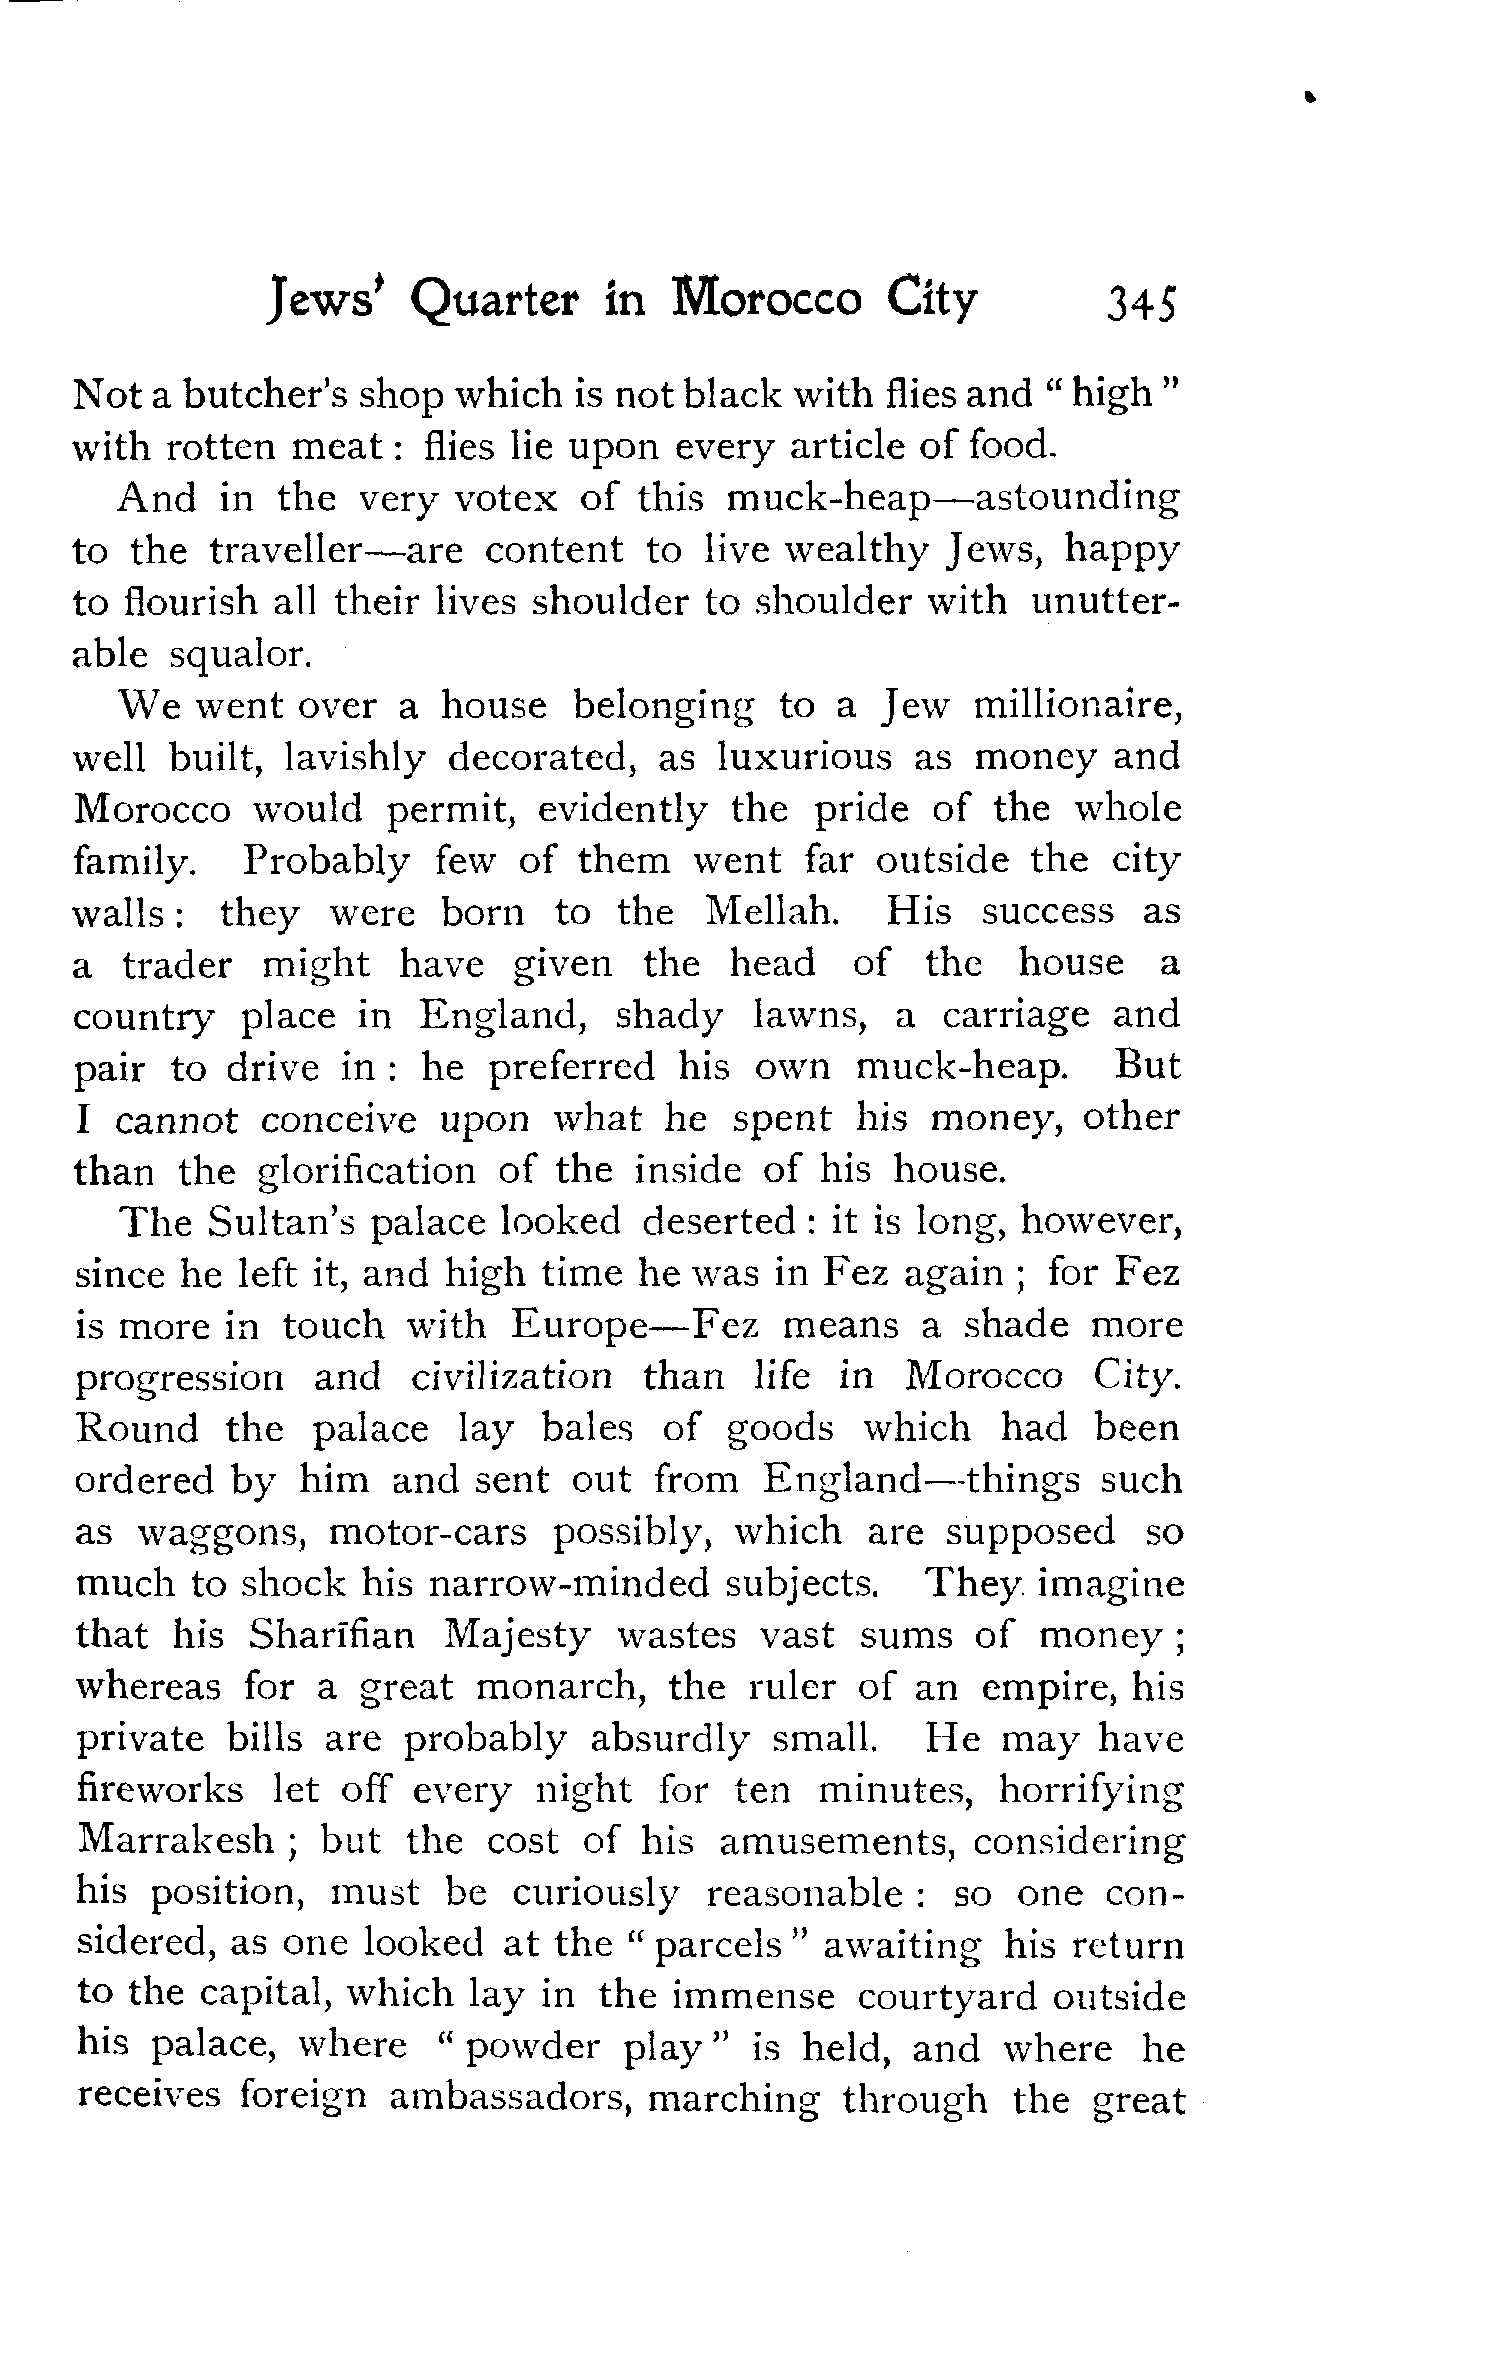 Jews' Quarter in Morocco City 345
Not a butcher's shop which is not black with flies and " high "
with rotten meat : flies lie upon every article of food.
And in the very votex of this muck-heap—astounding
to the traveller—are content to live wealthy Jews, happy
to flourish all their lives shoulder to shoulder with unutter-
able squalor.
We went over a house belonging to a Jew millionaire,
well built, lavishly decorated, as luxurious as money and
Morocco would permit, evidently the pride of the whole
family. Probably few of them went far outside the city
walls : they were born to the Mellah. His success as
a trader might have given the head of the house a
country place in England, shady lawns, a carriage and
pair to drive in : he preferred his own muck-heap. But
I cannot conceive upon what he spent his money, other
than the glorification of the inside of his house.
The Sultan's palace looked deserted : it is long, however,
since he left it, and high time he was in Fez again ; for Fez
is more in touch with Europe—Fez means a shade more
progression and civilization than life in Morocco City.
Round the palace lay bales of goods which had been
ordered by him and sent out from England—things such
as waggons, motor-cars possibly, which are supposed so
much to shock his narrow-minded subjects. They imagine
that his Sharīfian Majesty wastes vast sums of money ;
whereas for a great monarch, the ruler of an empire, his
private bills are probably absurdly small. He may have
fireworks let off every night for ten minutes, horrifying
Marrakesh ; but the cost of his amusements, considering
his position, must be curiously reasonable : so one con-
sidered, as one looked at the " parcels " awaiting his return
to the capital, which lay in the immense courtyard outside
his palace, where " powder play " is held, and where he
receives foreign ambassadors, marching through the great